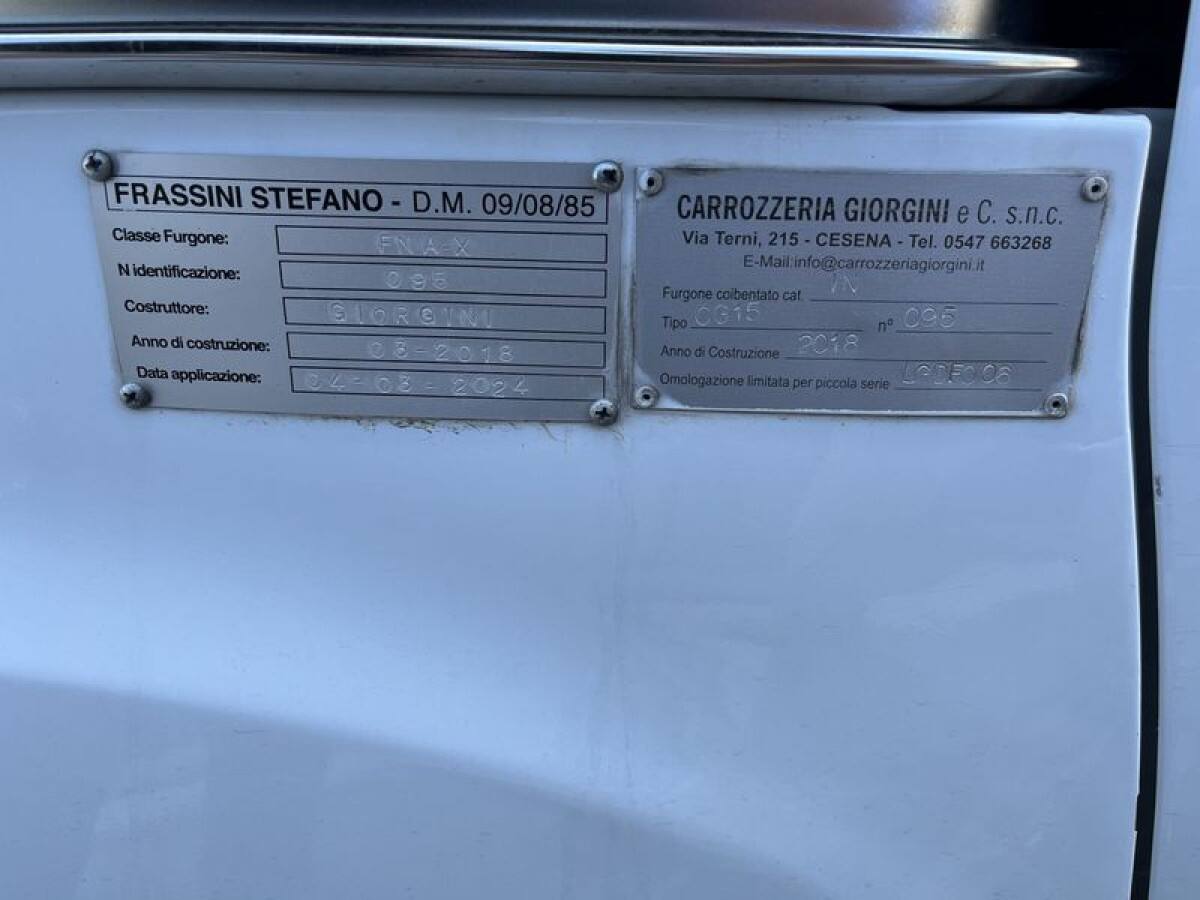 FRASSINI STEFANO - D.M. 09/08/85
Classe Furgone: FNA-X
N identificazione: 095
Costruttore: GIORGINI
Anno di costruzione: 03-2018
Data applicazione: 04-03-2024
CARROZZERIA GIORGINI e C. s.n.c.
Via Terni, 215 - CESENA - Tel. 0547 663268
E-Mail:info@carrozzeriagiorgini.it
Furgone coibentato cat. IN
Tipo CG15 n° 095
Anno di Costruzione 2018
Omologazione limitata per piccola serie